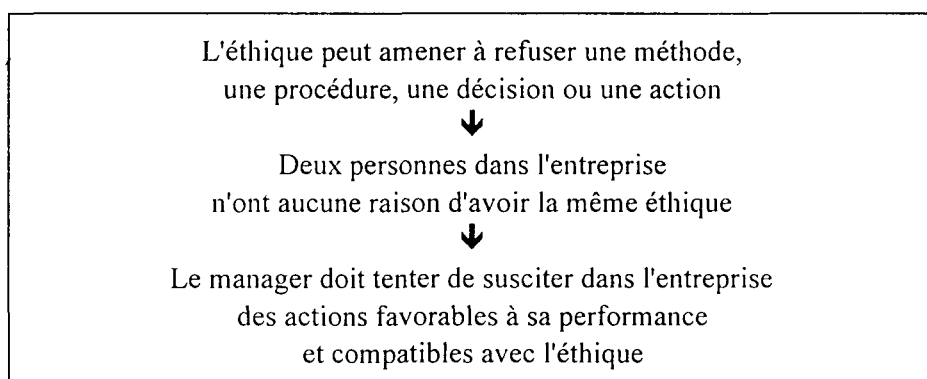 L'éthique peut amener à refuser une méthode,
une procédure, une décision ou une action
Deux personnes dans l'entreprise
n'ont aucune raison d'avoir la même éthique
Le manager doit tenter de susciter dans l'entreprise
des actions favorables à sa performance
et compatibles avec l'éthique